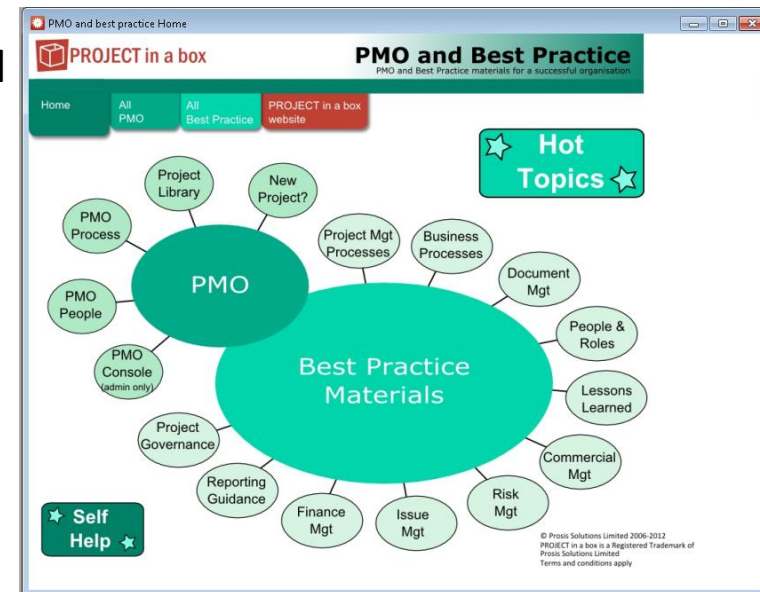 PMO and best practice Home
PROJECT in a box
PMO and Best Practice
PMO and Best Practice materials for a successful organisation
Home
All
PMO
All
Best Practice
PROJECT in a box
website
Hot
Topics
Project
Library
New
Project?
PMO
Process
PMO
People
PMO
Console
(admin only)
PMO
Project Mgt
Processes
Business
Processes
Document
Mgt
People &
Roles
Lessons
Learned
Commercial
Mgt
Risk
Mgt
Issue
Mgt
Finance
Mgt
Reporting
Guidance
Project
Governance
Best Practice
Materials
Self
Help
© Prosis Solutions Limited 2006-2012
PROJECT in a box is a Registered Trademark of
Prosis Solutions Limited
Terms and conditions apply